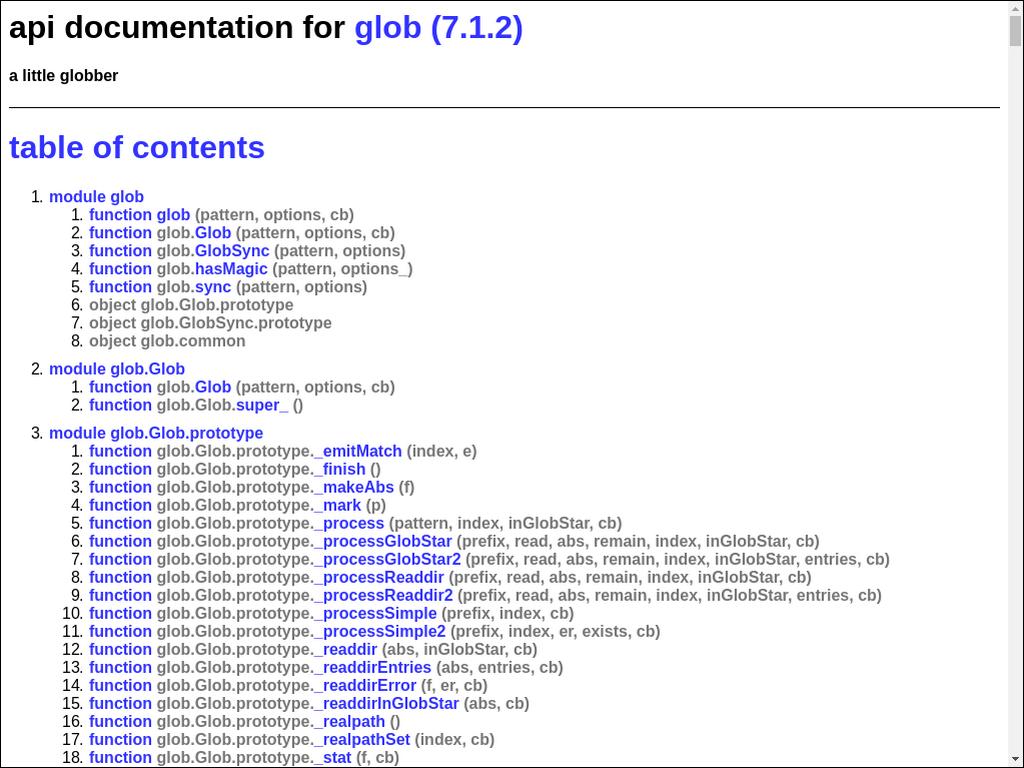 api documentation for glob (7.1.2)
a little globber
table of contents
1. module glob
1. function glob (pattern, options, cb)
2. function glob.Glob (pattern, options, cb)
3. function glob.GlobSync (pattern, options)
4. function glob.hasMagic (pattern, options_)
5. function glob.sync (pattern, options)
6. object glob.Glob.prototype
7. object glob.GlobSync.prototype
8. object glob.common
2. module glob.Glob
1. function glob.Glob (pattern, options, cb)
2. function glob.Glob.super_ ()
3. module glob.Glob.prototype
1. function glob.Glob.prototype._emitMatch (index, e)
2. function glob.Glob.prototype._finish ()
3. function glob.Glob.prototype._makeAbs (f)
4. function glob.Glob.prototype._mark (p)
5. function glob.Glob.prototype._process (pattern, index, inGlobStar, cb)
6. function glob.Glob.prototype._processGlobStar (prefix, read, abs, remain, index, inGlobStar, cb)
7. function glob.Glob.prototype._processGlobStar2 (prefix, read, abs, remain, index, inGlobStar, entries, cb)
8. function glob.Glob.prototype._processReaddir (prefix, read, abs, remain, index, inGlobStar, cb)
9. function glob.Glob.prototype._processReaddir2 (prefix, read, abs, remain, index, inGlobStar, entries, cb)
10. function glob.Glob.prototype._processSimple (prefix, index, cb)
11. function glob.Glob.prototype._processSimple2 (prefix, index, er, exists, cb)
12. function glob.Glob.prototype._readdir (abs, inGlobStar, cb)
13. function glob.Glob.prototype._readdirEntries (abs, entries, cb)
14. function glob.Glob.prototype._readdirError (f, er, cb)
15. function glob.Glob.prototype._readdirInGlobStar (abs, cb)
16. function glob.Glob.prototype._realpath ()
17. function glob.Glob.prototype._realpathSet (index, cb)
18. function glob.Glob.prototype._stat (f, cb)